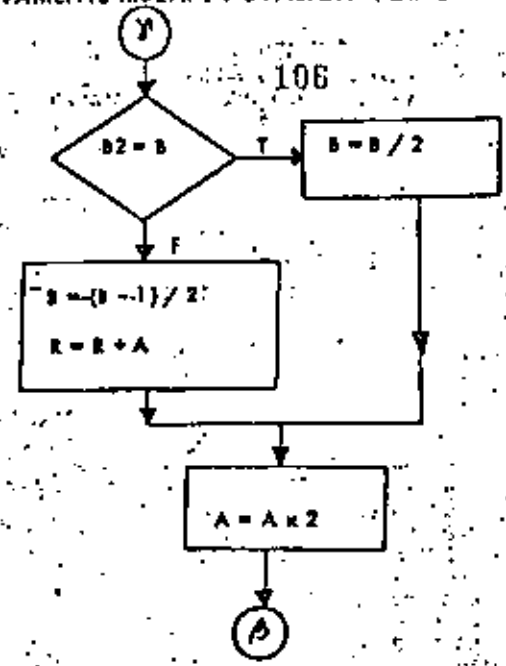 γ
106
B2 = B
T
B = B / 2
F
B = (B - 1) / 2
R = R + A
A = A x 2
β